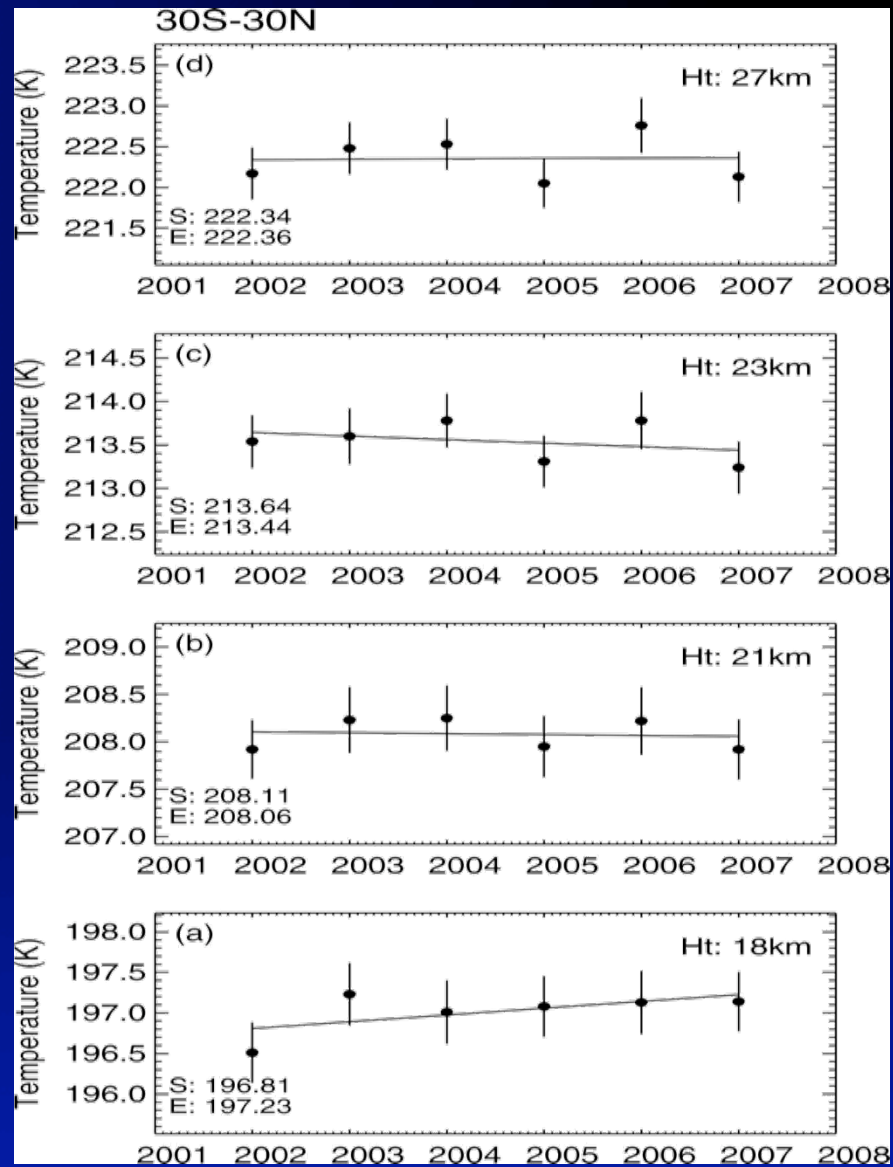 30S-30N
(d)
Ht: 27km
Temperature (K)
223.5
223.0
222.5
222.0
221.5
S: 222.34
E: 222.36
2001 2002 2003 2004 2005 2006 2007 2008
(c)
Ht: 23km
Temperature (K)
214.5
214.0
213.5
213.0
212.5
S: 213.64
E: 213.44
2001 2002 2003 2004 2005 2006 2007 2008
(b)
Ht: 21km
Temperature (K)
209.0
208.5
208.0
207.5
207.0
S: 208.11
E: 208.06
2001 2002 2003 2004 2005 2006 2007 2008
(a)
Ht: 18km
Temperature (K)
198.0
197.5
197.0
196.5
196.0
S: 196.81
E: 197.23
2001 2002 2003 2004 2005 2006 2007 2008